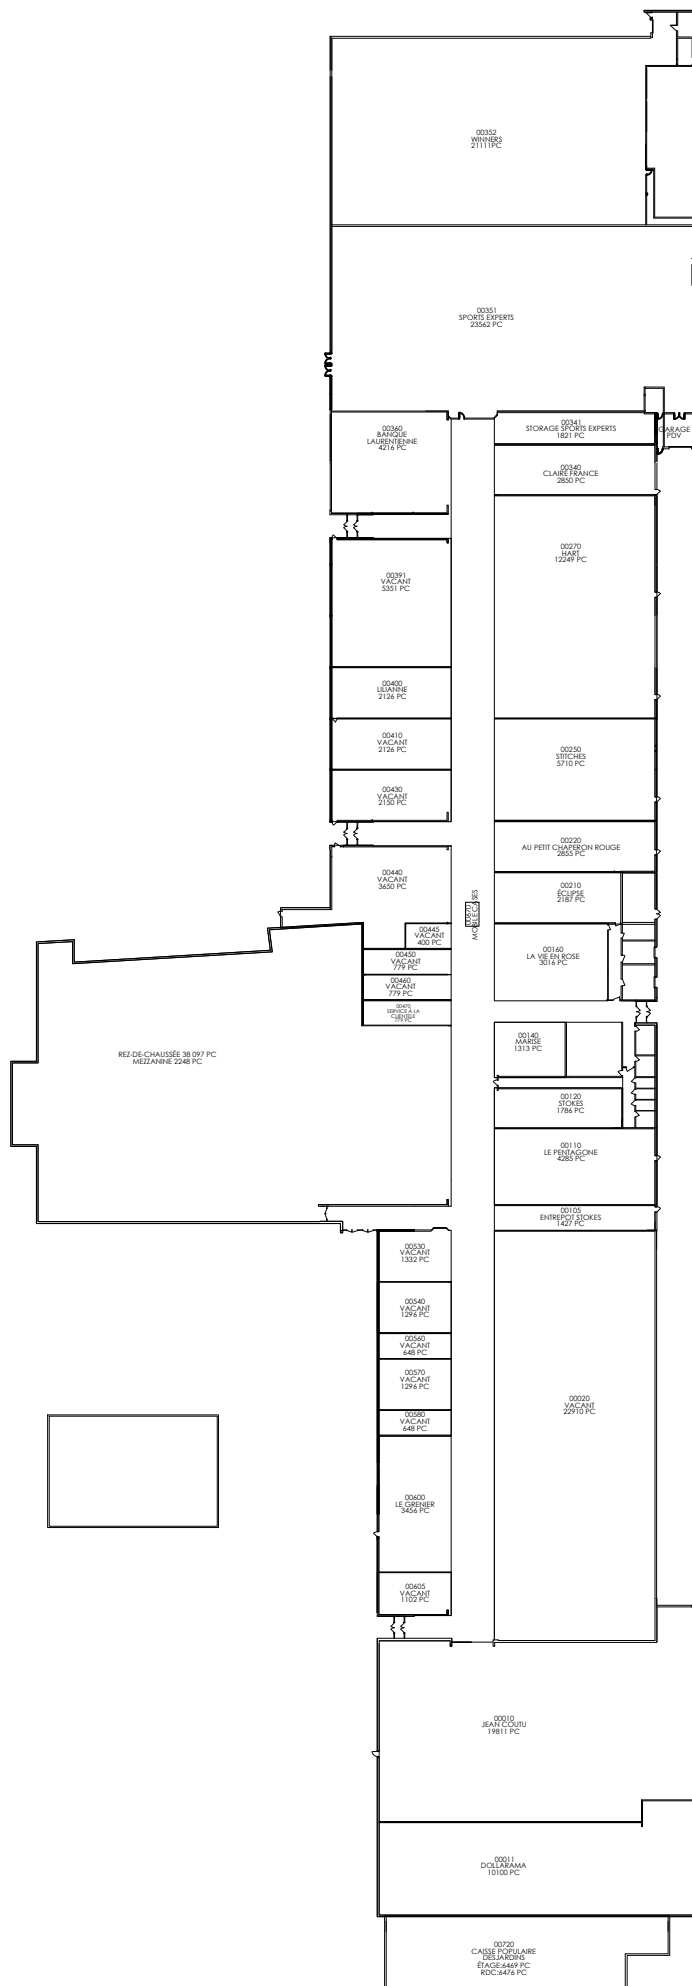 00352
WINNERS
21111PC
00351
SPORTS EXPERTS
23562 PC
00360
BANQUE
LAURENTIENNE
4216 PC
00341
STORAGE SPORTS EXPERTS
1821 PC
GARAGE
PDV
00340
CLAIRE FRANCE
2850 PC
00270
HART
12249 PC
00391
VACANT
5351 PC
00400
LILIANNE
2126 PC
00410
VACANT
2126 PC
00250
STITCHES
5710 PC
00430
VACANT
2150 PC
00220
AU PETIT CHAPERON ROUGE
2855 PC
00440
VACANT
3650 PC
00210
ÉCLIPSE
2187 PC
00670
MOBILE CASES
00445
VACANT
400 PC
00450
VACANT
779 PC
00160
LA VIE EN ROSE
3016 PC
00460
VACANT
779 PC
00470
SERVICE À LA
CLIENTÈLE
779 PC
00140
MARISE
1313 PC
REZ-DE-CHAUSSÉE 38 097 PC
MEZZANINE 2248 PC
00120
STOKES
1786 PC
00110
LE PENTAGONE
4285 PC
00105
ENTREPOT STOKES
1427 PC
00530
VACANT
1332 PC
00540
VACANT
1296 PC
00560
VACANT
648 PC
00570
VACANT
1296 PC
00020
VACANT
22910 PC
00580
VACANT
648 PC
00600
LE GRENIER
3456 PC
00605
VACANT
1102 PC
00010
JEAN COUTU
19811 PC
00011
DOLLARAMA
10100 PC
00720
CAISSE POPULAIRE
DESJARDINS
ÉTAGE:6469 PC
RDC:6476 PC